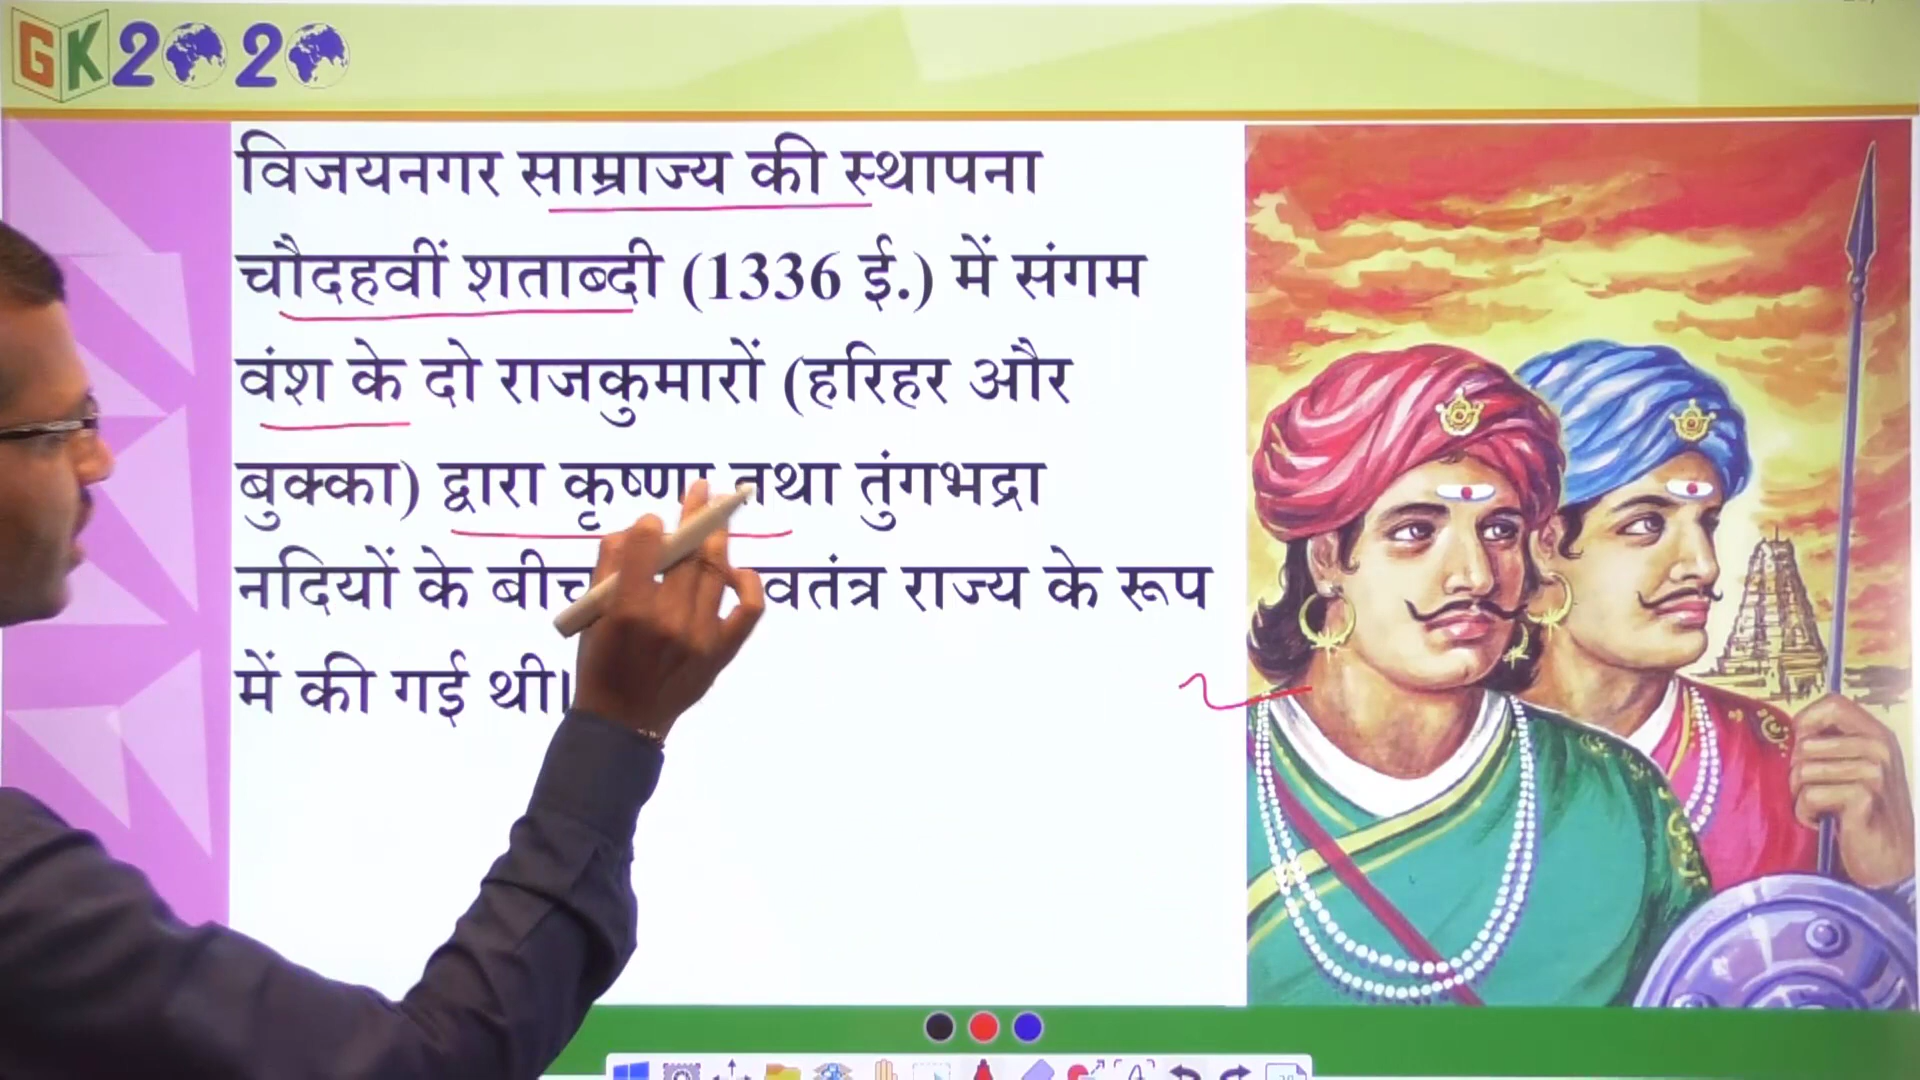 GK2020
विजयनगर साम्राज्य की स्थापना
चौदहवीं शताब्दी (1336 ई.) में संगम
वंश के दो राजकुमारों (हरिहर और
बुक्का) द्वारा कृष्णा तथा तुंगभद्रा
नदियों के बीच राज्य के रूप
में की गई थी।